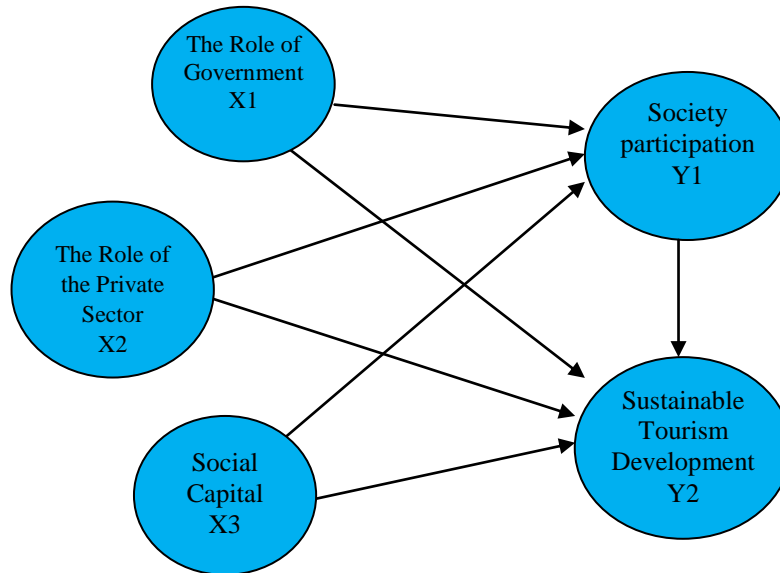 The Role of
Government
X1
Society
participation
Y1
The Role of
the Private
Sector
X2
Sustainable
Tourism
Development
Y2
Social
Capital
X3